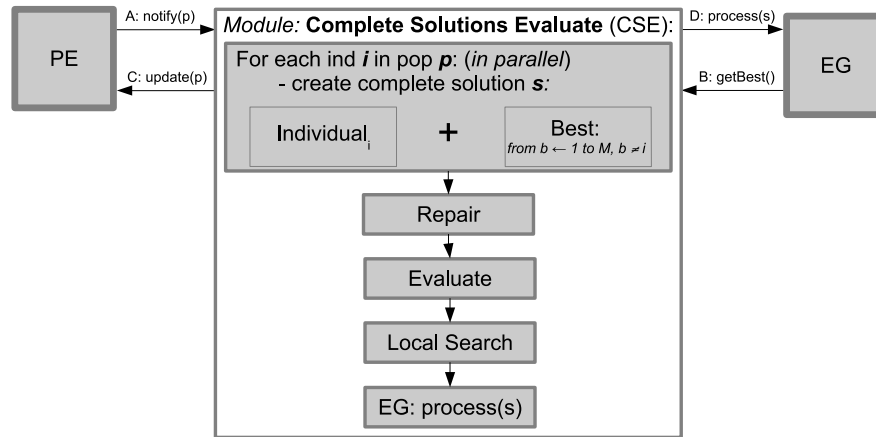 A: notify(p)
PE
C: update(p)
Module: Complete Solutions Evaluate (CSE):
For each ind i in pop p: (in parallel)
- create complete solution s:
Individual_i
+
Best:
from b ← 1 to M, b ≠ i
Repair
Evaluate
Local Search
EG: process(s)
D: process(s)
EG
B: getBest()